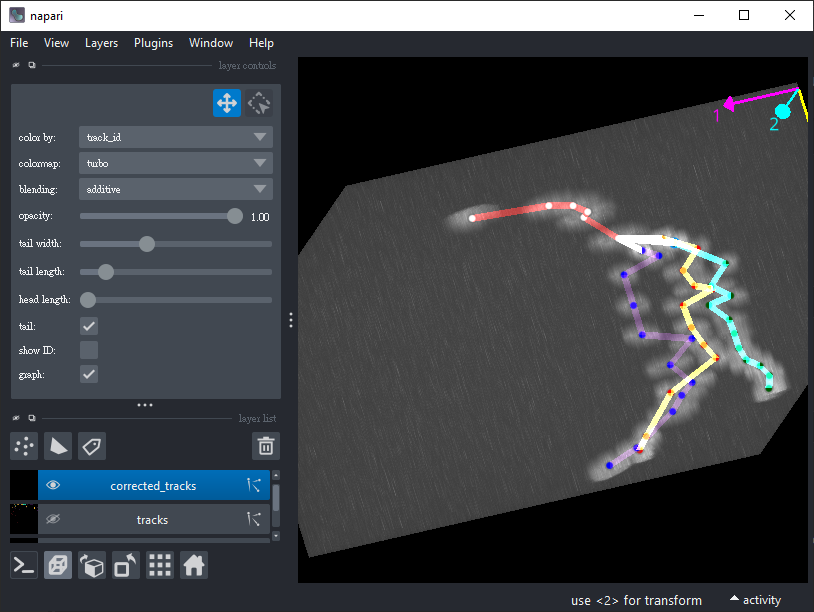 napari
File View Layers Plugins Window Help
layer controls
color by: track_id
colormap: turbo
blending: additive
opacity: 1.00
tail width:
tail length:
head length:
tail:
show ID:
graph:
layer list
corrected_tracks
tracks
1
2
use <2> for transform activity